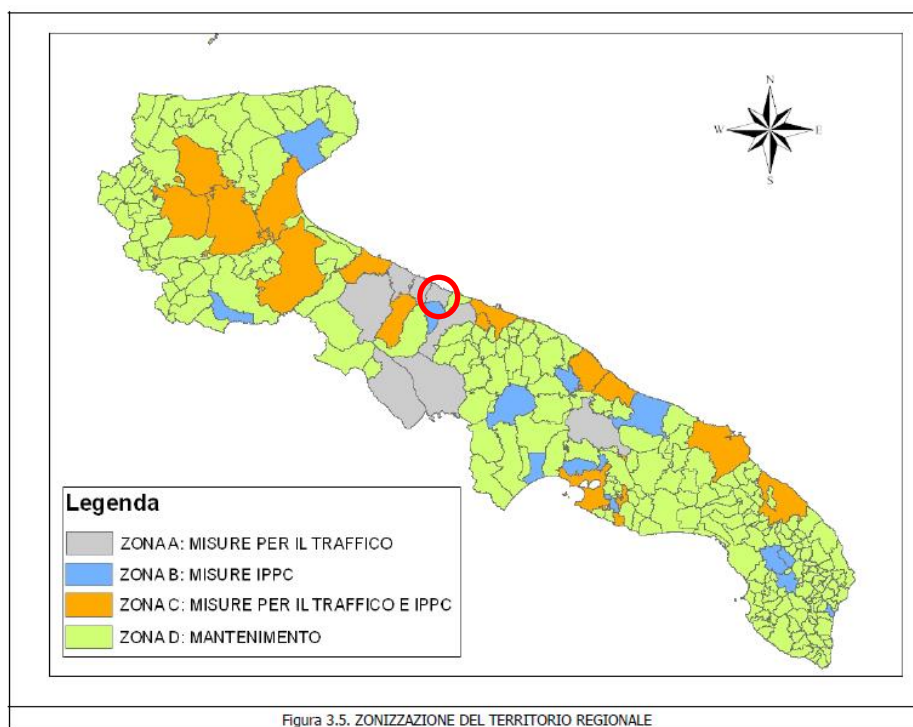 N
W
E
S
Legenda
ZONA A: MISURE PER IL TRAFFICO
ZONA B: MISURE IPPC
ZONA C: MISURE PER IL TRAFFICO E IPPC
ZONA D: MANTENIMENTO
Figura 3.5. ZONIZZAZIONE DEL TERRITORIO REGIONALE